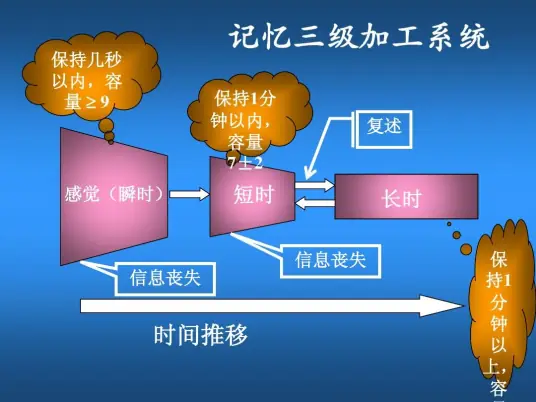 记忆三级加工系统
保持几秒
以内，容
量≥9
保持1分
钟以内，
容量
7±2
复述
感觉（瞬时）
短时
长时
信息丧失
信息丧失
保
持1
分
钟
以
上，
容
时间推移